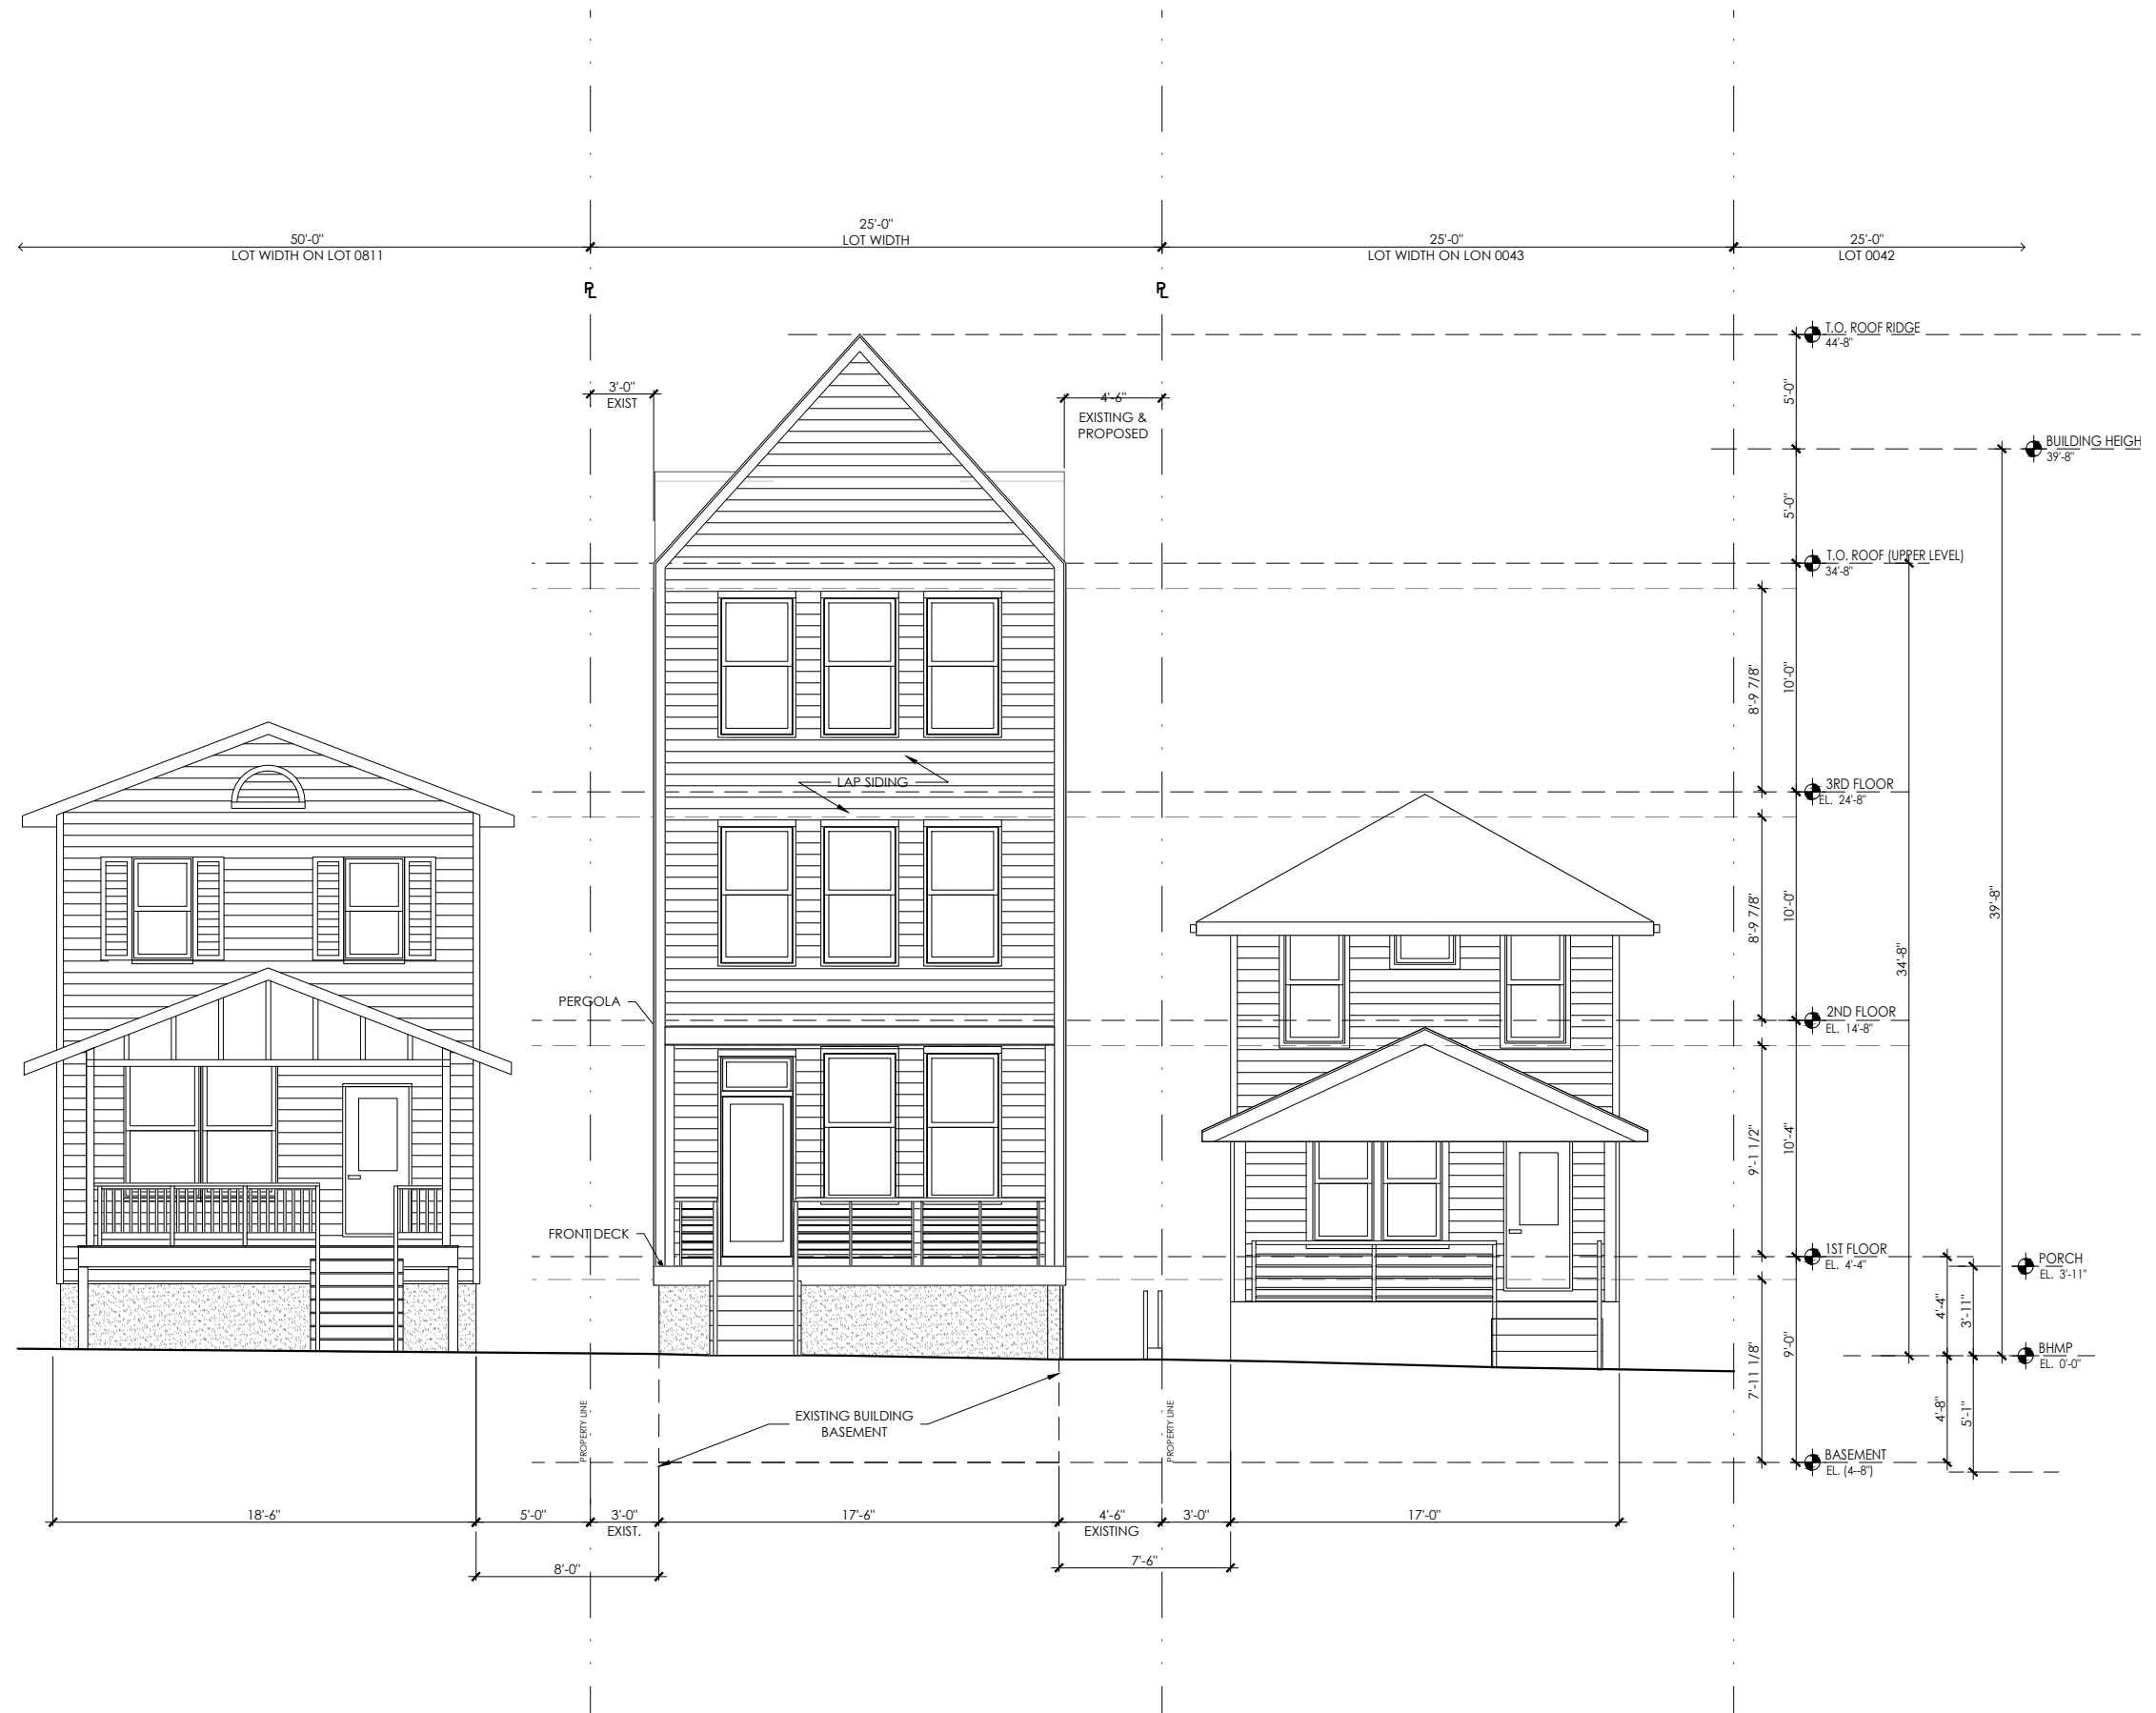 50'-0"
LOT WIDTH ON LOT 0811
25'-0"
LOT WIDTH
25'-0"
LOT WIDTH ON LON 0043
25'-0"
LOT 0042
PL
PL
T.O. ROOF RIDGE
44'-8"
3'-0"
EXIST
4'-6"
EXISTING &
PROPOSED
5'-0"
BUILDING HEIGH
39'-8"
5'-0"
T.O. ROOF (UPPER LEVEL)
34'-8"
8'-9 7/8"
10'-0"
LAP SIDING
3RD FLOOR
EL. 24'-8"
8'-9 7/8"
10'-0"
39'-8"
34'-8"
PERGOLA
2ND FLOOR
EL. 14'-8"
9'-1 1/2"
10'-4"
FRONT DECK
1ST FLOOR
EL. 4'-4"
PORCH
EL. 3'-11"
4'-4"
3'-11"
9'-0"
BHMP
EL. 0'-0"
7'-11 1/8"
4'-8"
5'-1"
PROPERTY LINE
EXISTING BUILDING
BASEMENT
PROPERTY LINE
BASEMENT
EL. (4--8")
18'-6"
5'-0"
3'-0"
EXIST.
17'-6"
4'-6"
EXISTING
3'-0"
17'-0"
8'-0"
7'-6"